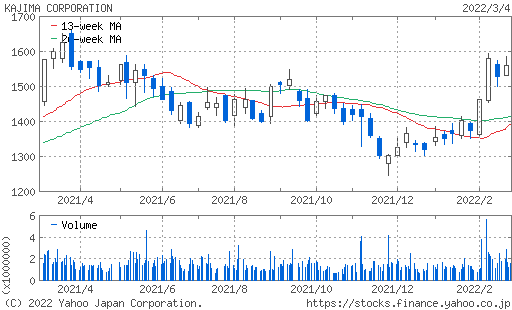 KAJIMA CORPORATION 2022/3/4
1700
1600
1500
1400
1300
1200
13-week MA
26-week MA
2021/4 2021/6 2021/8 2021/10 2021/12 2022/2
6
4
2
0
(x1000000)
Volume
2021/4 2021/6 2021/8 2021/10 2021/12 2022/2
(C) 2022 Yahoo Japan Corporation. https://stocks.finance.yahoo.co.jp/